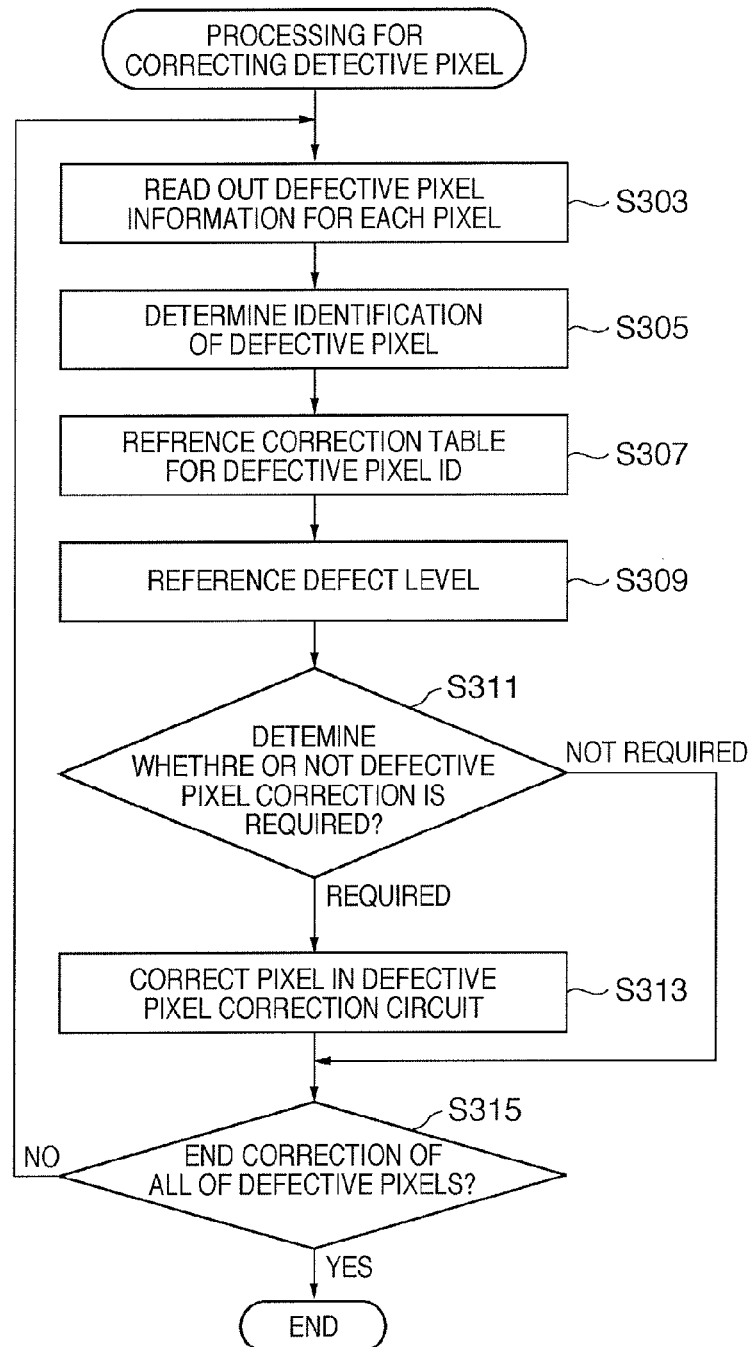 PROCESSING FOR
CORRECTING DETECTIVE PIXEL
READ OUT DEFECTIVE PIXEL
INFORMATION FOR EACH PIXEL
S303
DETERMINE IDENTIFICATION
OF DEFECTIVE PIXEL
S305
REFRENCE CORRECTION TABLE
FOR DEFECTIVE PIXEL ID
S307
REFERENCE DEFECT LEVEL
S309
S311
DETEMINE
WHETHRE OR NOT DEFECTIVE
PIXEL CORRECTION IS
REQUIRED?
NOT REQUIRED
REQUIRED
CORRECT PIXEL IN DEFECTIVE
PIXEL CORRECTION CIRCUIT
S313
S315
END CORRECTION OF
ALL OF DEFECTIVE PIXELS?
NO
YES
END